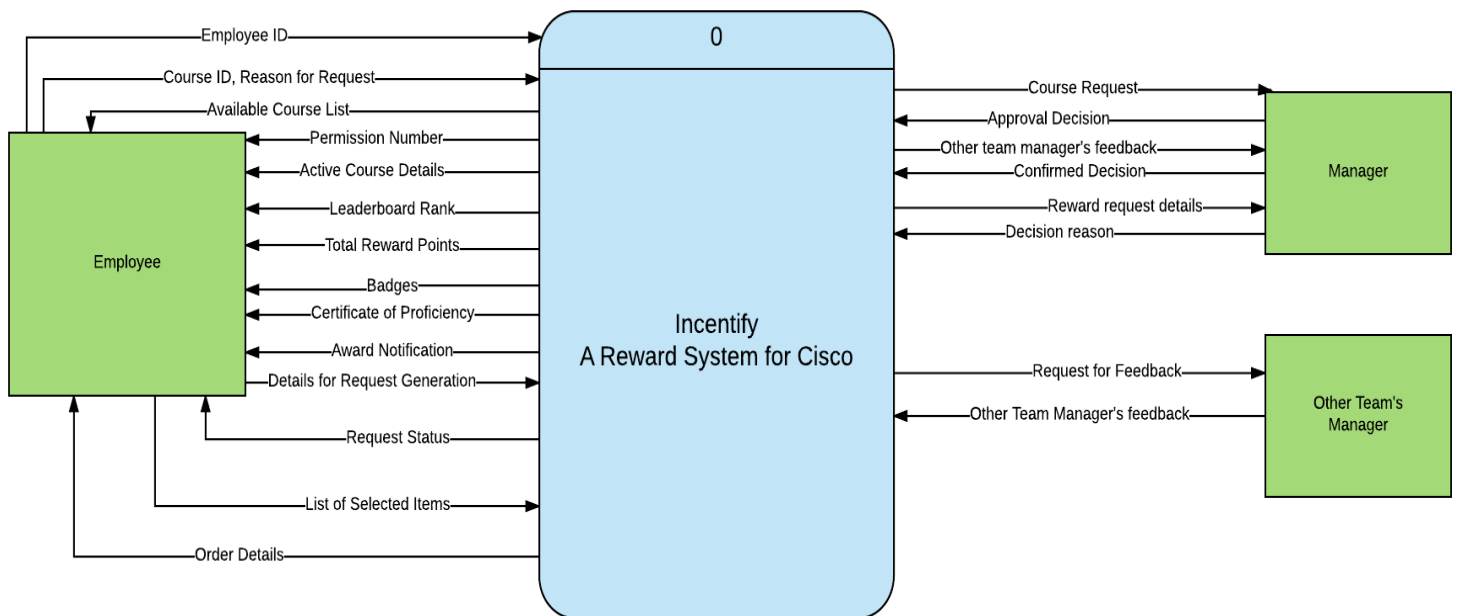 0
Employee ID
Course ID, Reason for Request
Available Course List
Permission Number
Active Course Details
Leaderboard Rank
Total Reward Points
Badges
Certificate of Proficiency
Award Notification
Details for Request Generation
Request Status
List of Selected Items
Order Details
Employee
Incentify
A Reward System for Cisco
Course Request
Approval Decision
Other team manager's feedback
Confirmed Decision
Reward request details
Decision reason
Manager
Request for Feedback
Other Team Manager's feedback
Other Team's
Manager